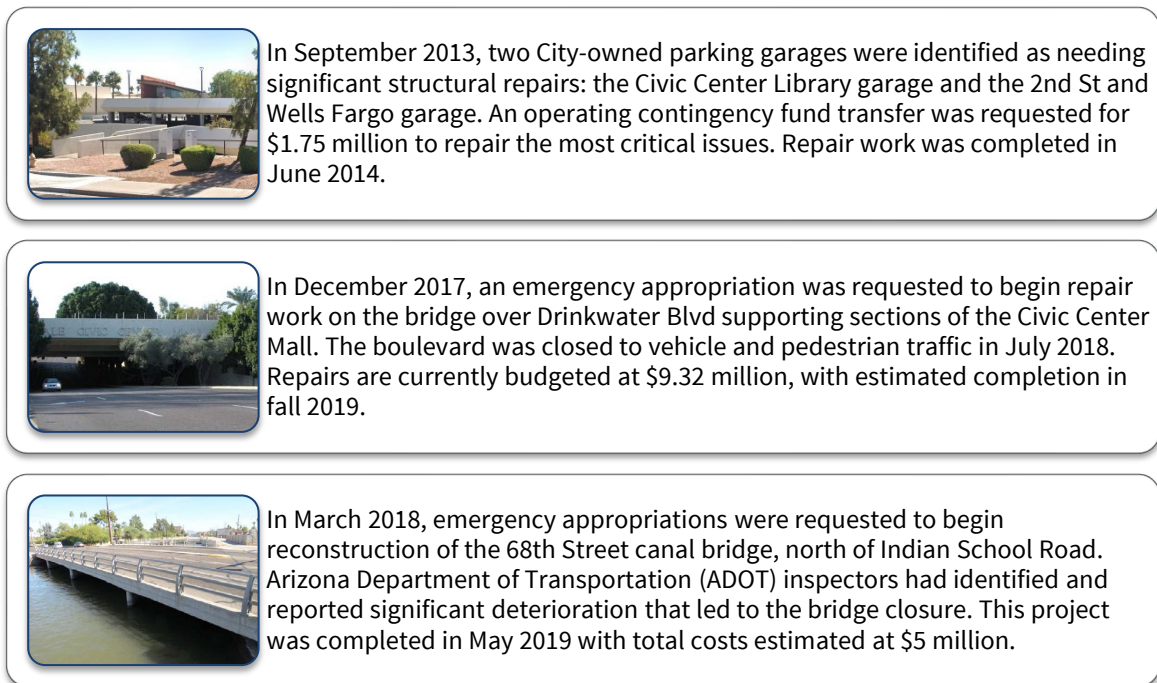 In September 2013, two City-owned parking garages were identified as needing
significant structural repairs: the Civic Center Library garage and the 2nd St and
Wells Fargo garage. An operating contingency fund transfer was requested for
$1.75 million to repair the most critical issues. Repair work was completed in
June 2014.
In December 2017, an emergency appropriation was requested to begin repair
work on the bridge over Drinkwater Blvd supporting sections of the Civic Center
Mall. The boulevard was closed to vehicle and pedestrian traffic in July 2018.
Repairs are currently budgeted at $9.32 million, with estimated completion in
fall 2019.
In March 2018, emergency appropriations were requested to begin
reconstruction of the 68th Street canal bridge, north of Indian School Road.
Arizona Department of Transportation (ADOT) inspectors had identified and
reported significant deterioration that led to the bridge closure. This project
was completed in May 2019 with total costs estimated at $5 million.